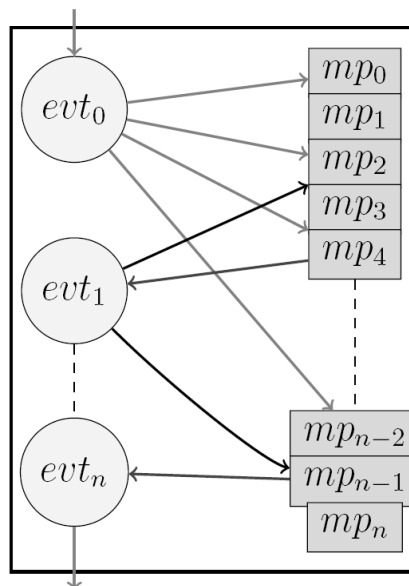 evt_0
mp_0
mp_1
mp_2
mp_3
mp_4
evt_1
mp_{n-2}
evt_n
mp_{n-1}
mp_n